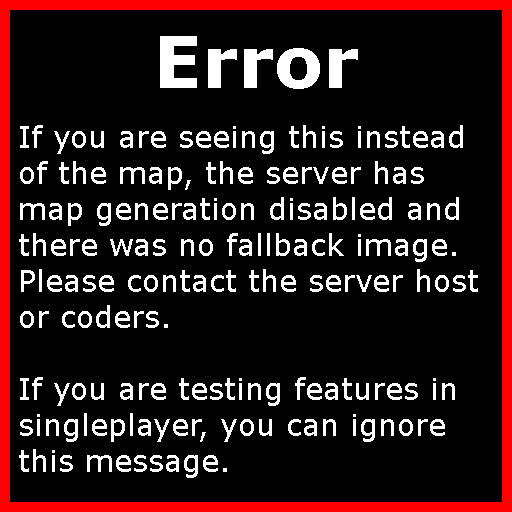 Error
If you are seeing this instead
of the map, the server has
map generation disabled and
there was no fallback image.
Please contact the server host
or coders.
If you are testing features in
singleplayer, you can ignore
this message.